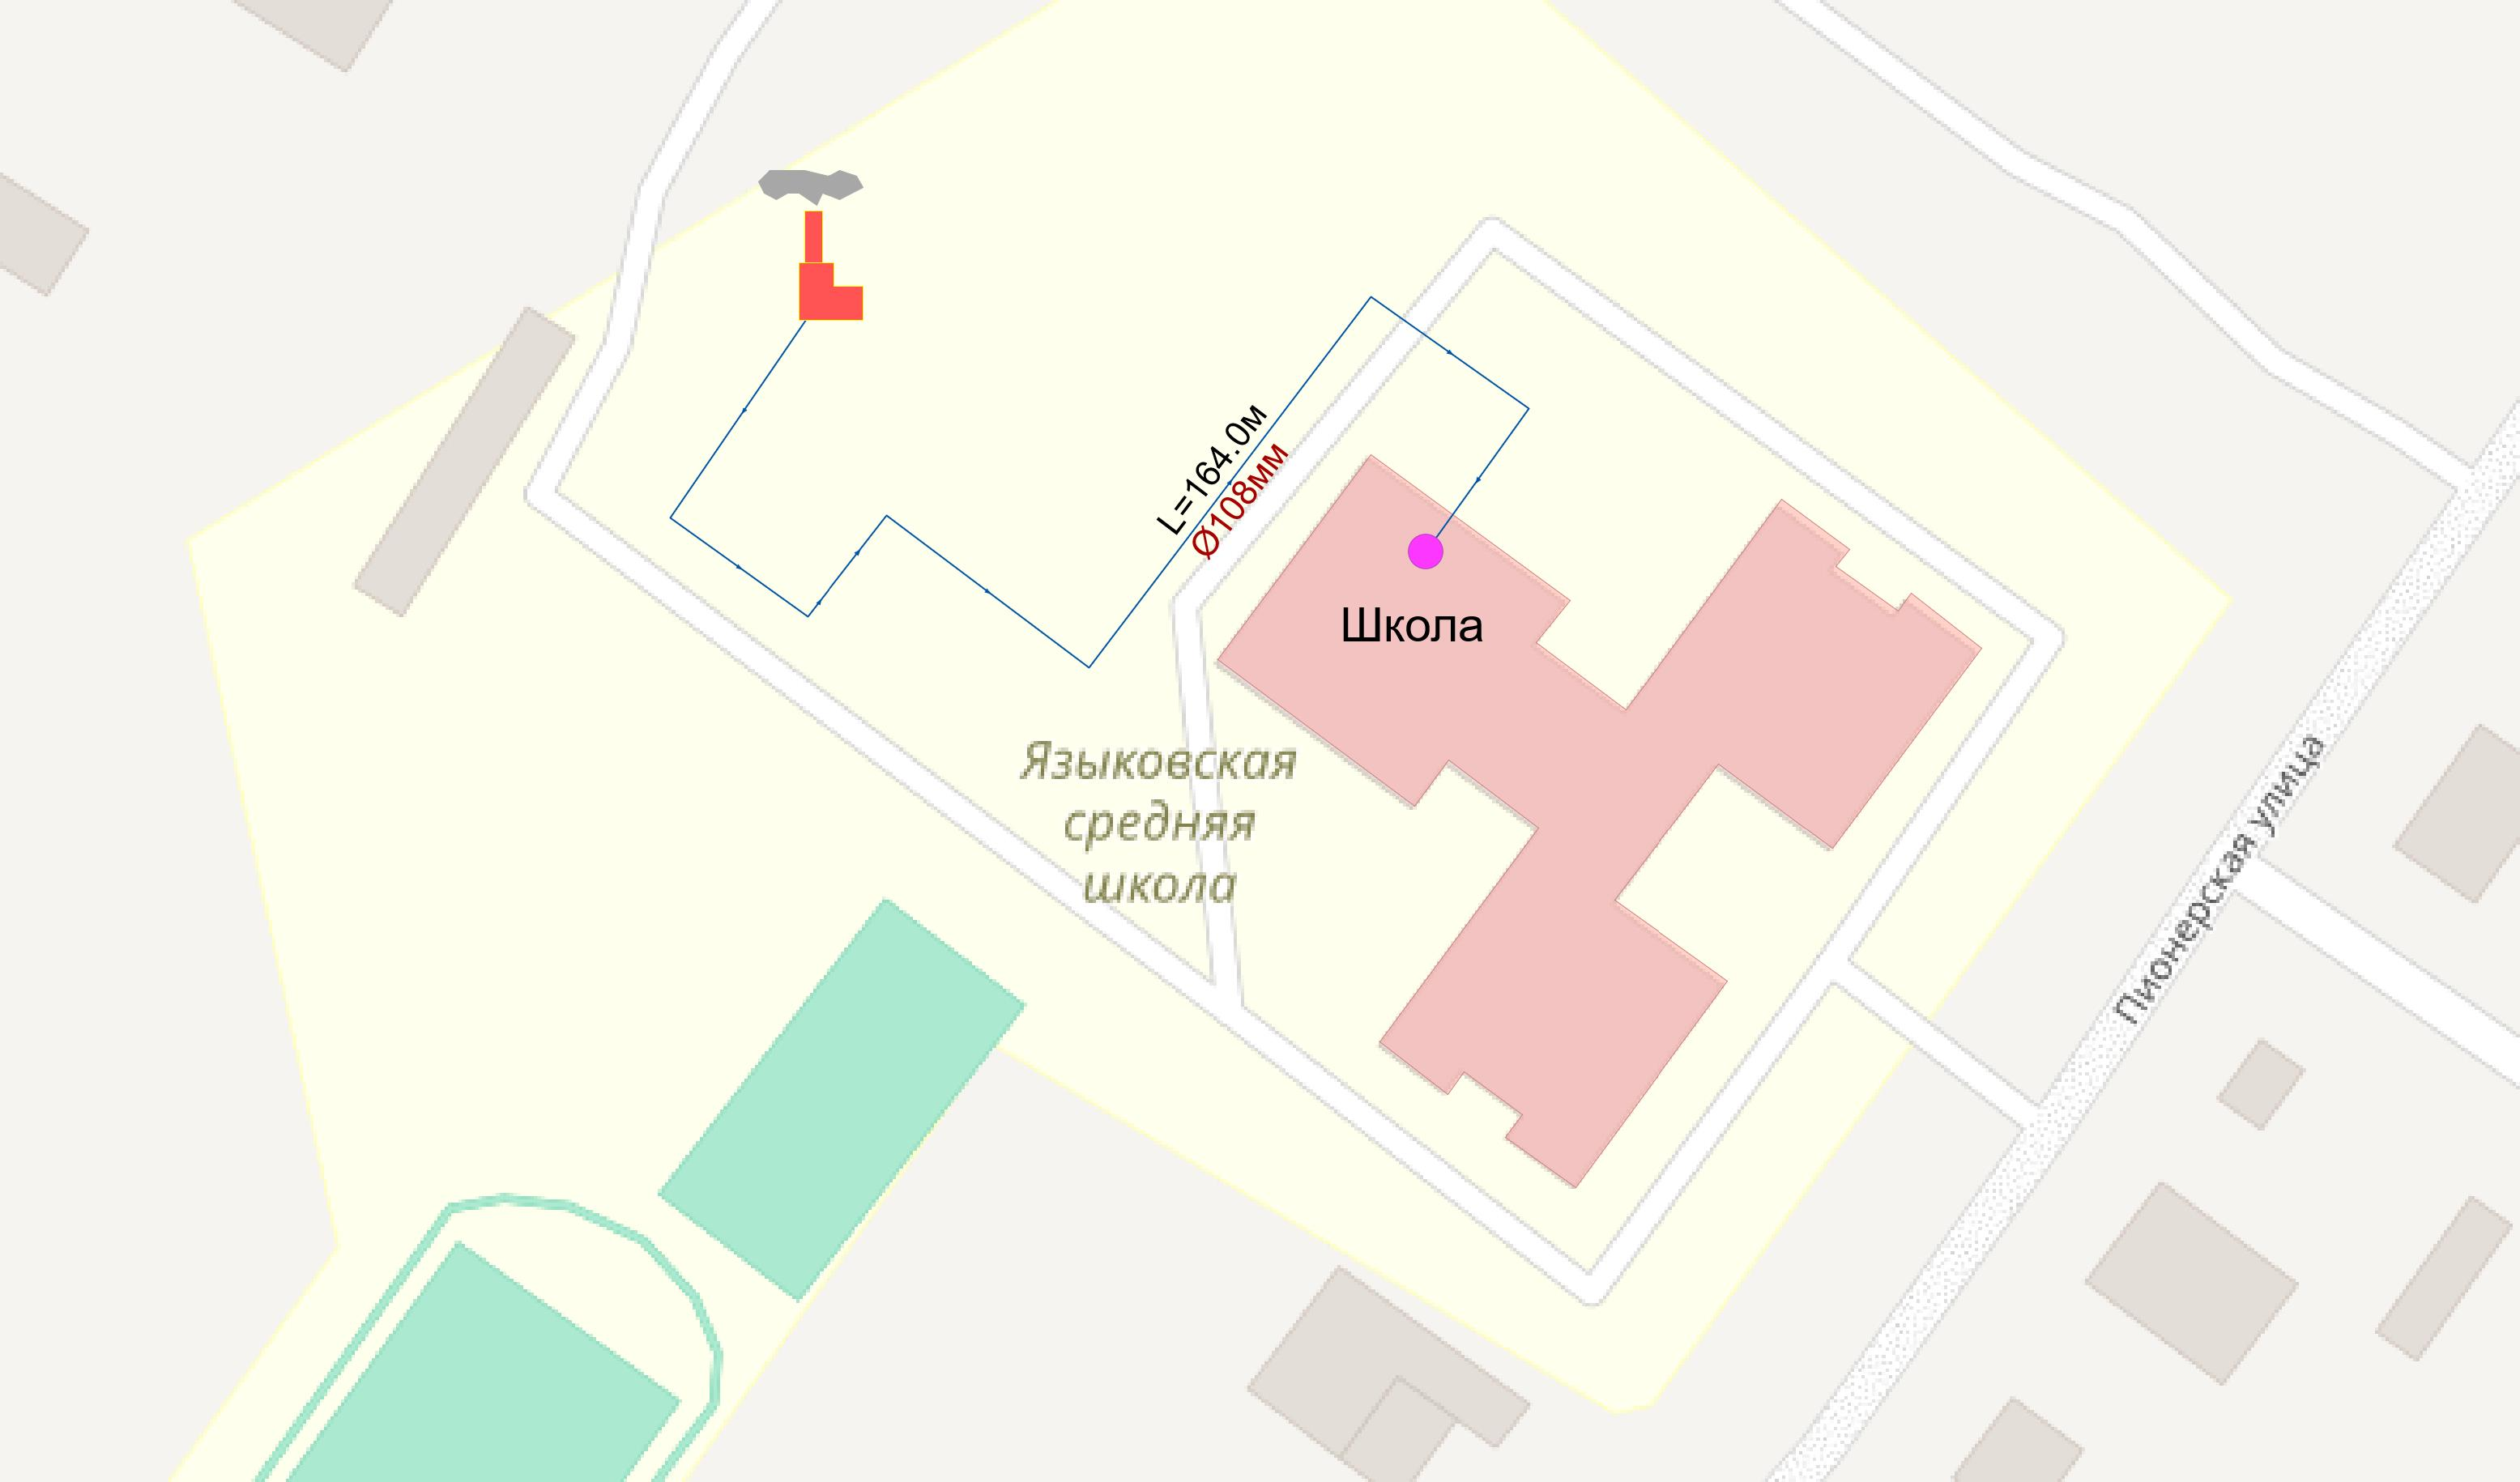 L=164.0м
Ø108мм
Школа
Языковская
средняя
школа
Пионерская улица